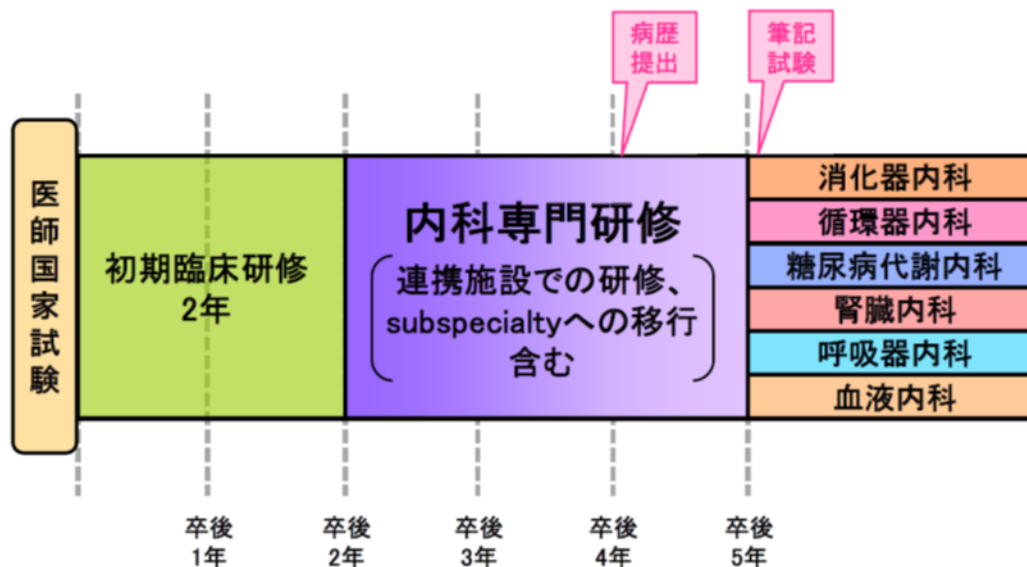 病歴
提出
筆記
試験
医師国家試験
初期臨床研修
2年
内科専門研修
連携施設での研修、
subspecialtyへの移行
含む
消化器内科
循環器内科
糖尿病代謝内科
腎臓内科
呼吸器内科
血液内科
卒後
1年
卒後
2年
卒後
3年
卒後
4年
卒後
5年